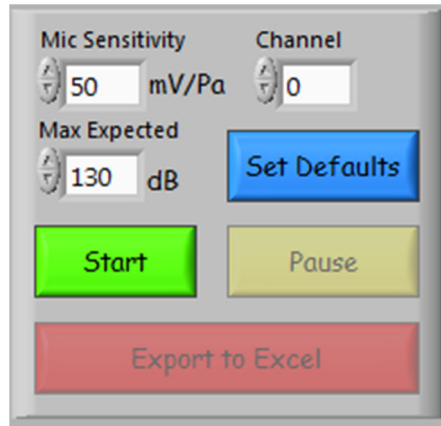 Mic Sensitivity Channel
50 mV/Pa 0
Max Expected
130 dB
Set Defaults
Start Pause
Export to Excel